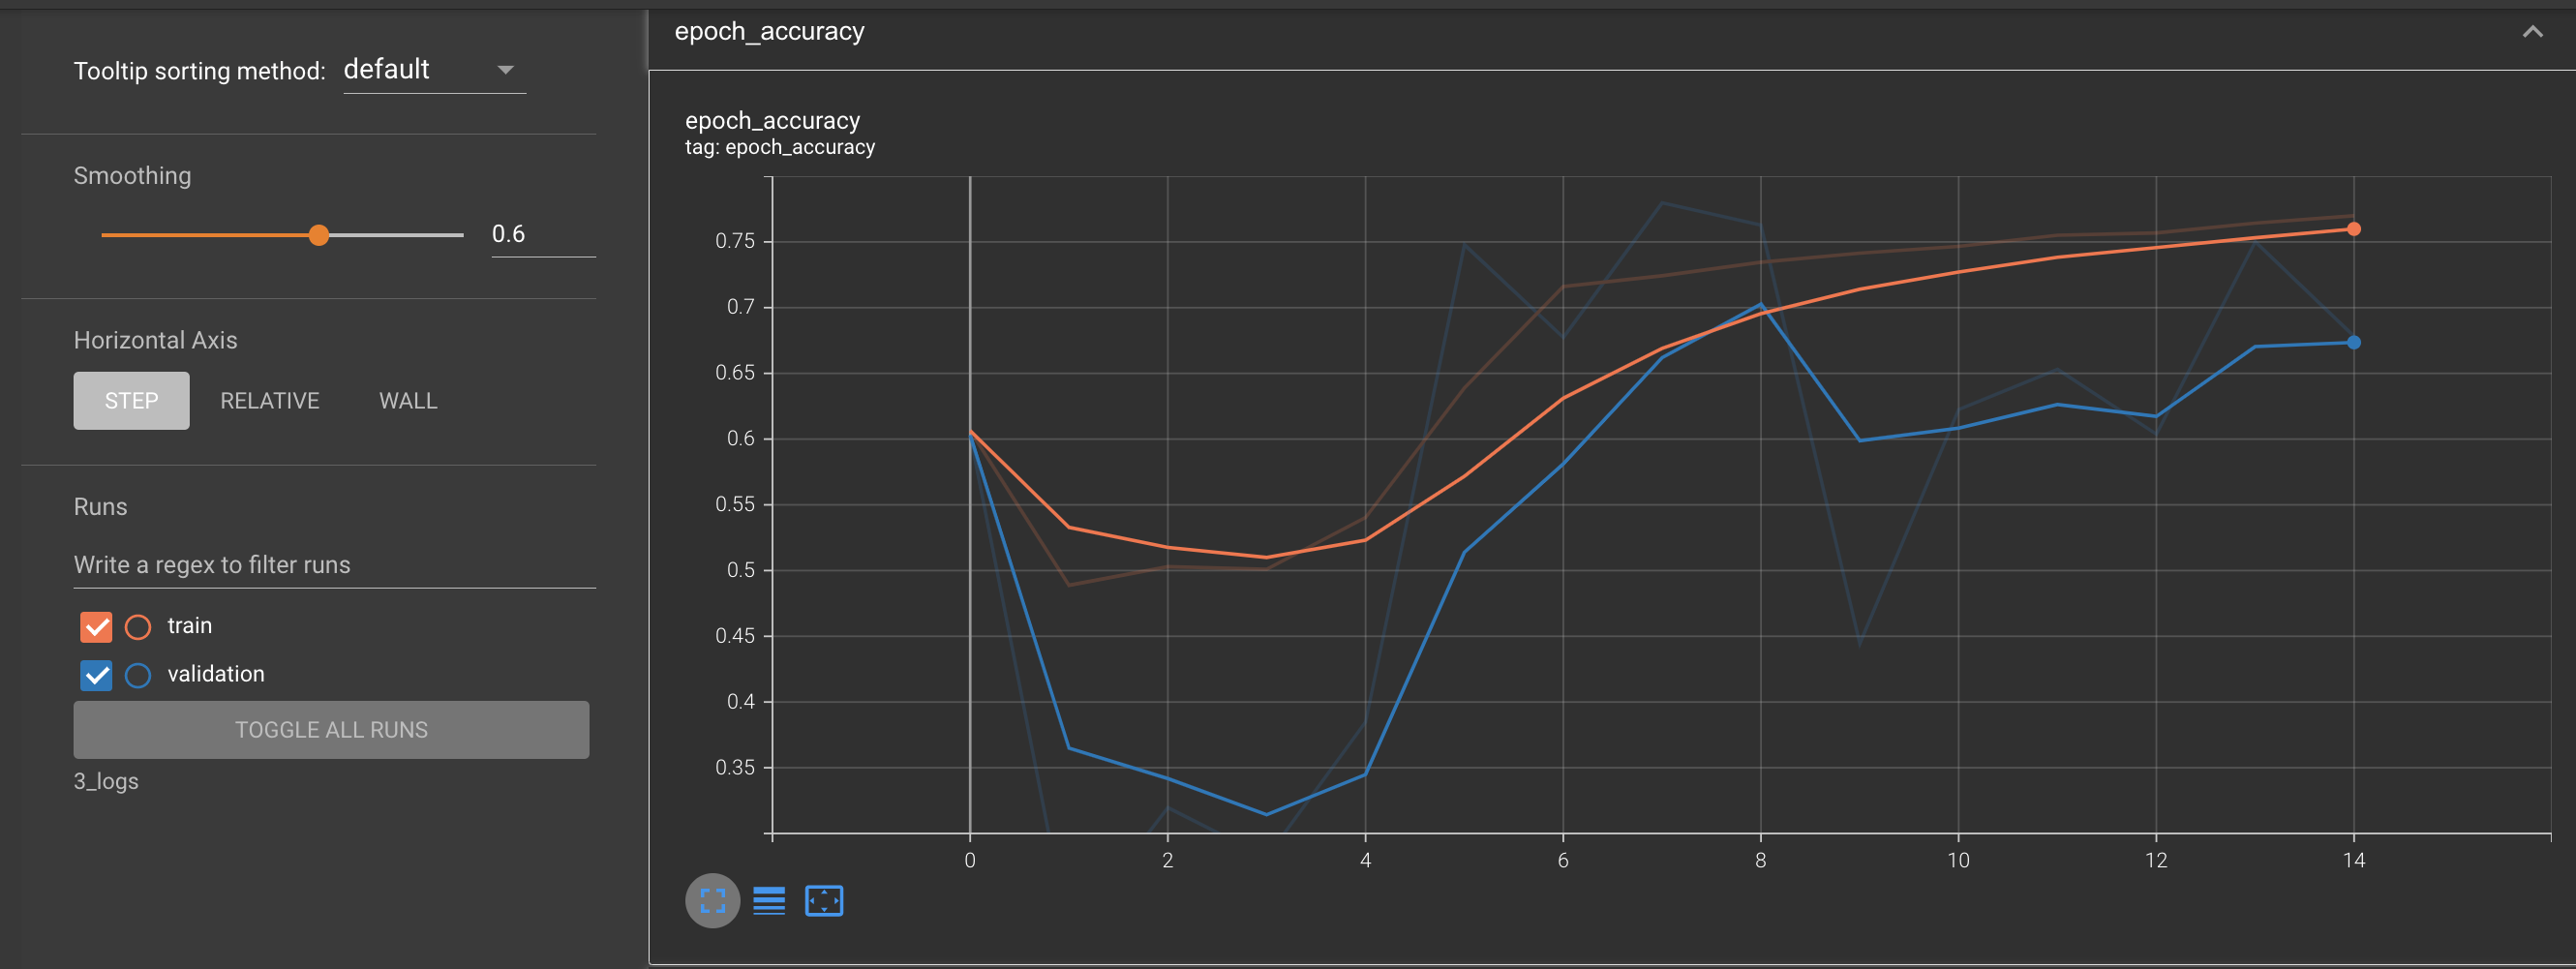 Tooltip sorting method: default
Smoothing
0.6
Horizontal Axis
STEP RELATIVE WALL
Runs
Write a regex to filter runs
train
validation
TOGGLE ALL RUNS
3_logs
epoch_accuracy
epoch_accuracy
tag: epoch_accuracy
0.75
0.7
0.65
0.6
0.55
0.5
0.45
0.4
0.35
0 2 4 6 8 10 12 14